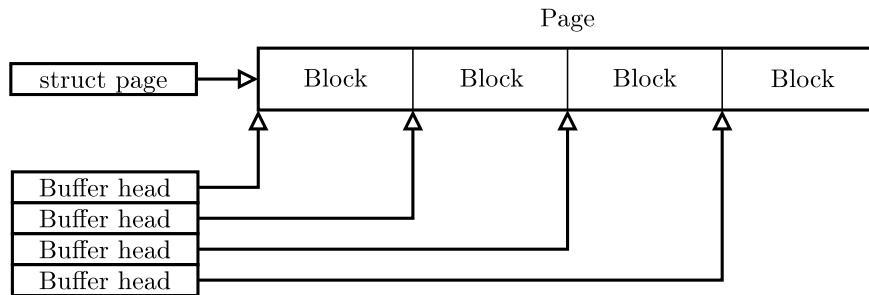 Page
struct page
Block Block Block Block
Buffer head
Buffer head
Buffer head
Buffer head